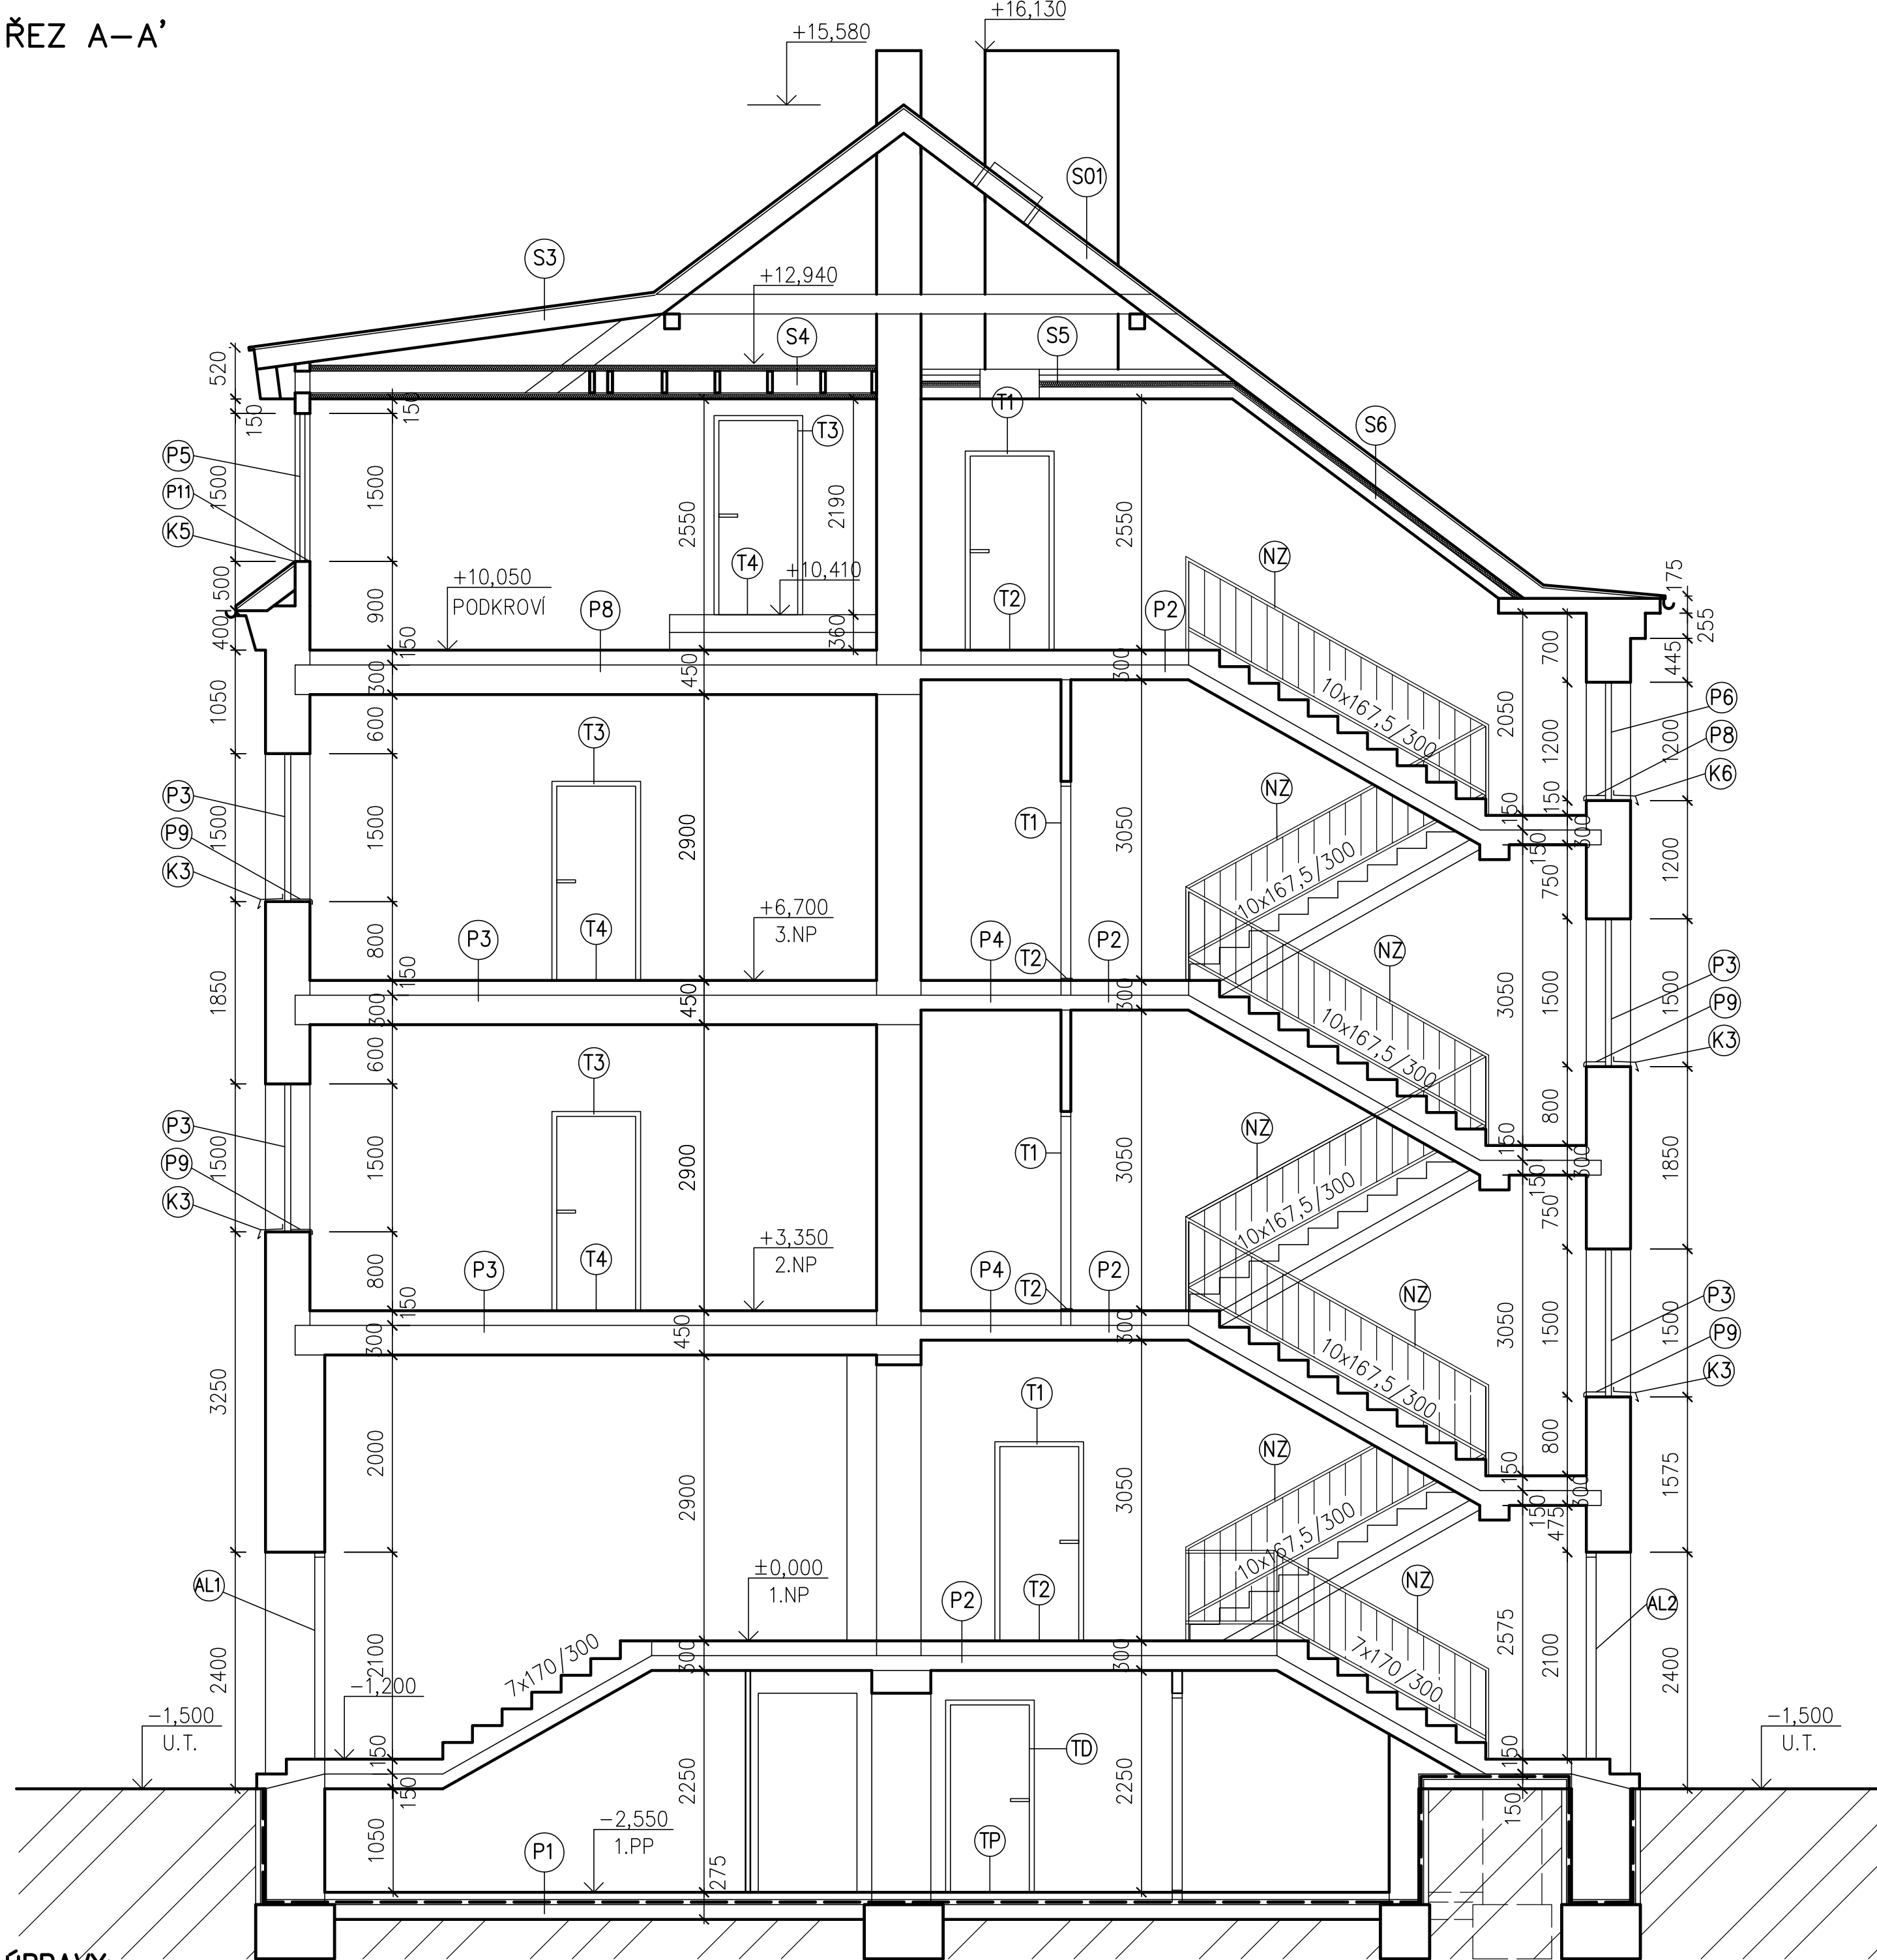 ŘEZ A–A'
+16,130
+15,580
S01
S3
+12,940
S4
S5
520
150
150
T1
T3
S6
P5
P11
K5
1500
1500
2550
2190
2550
T4
+10,410
T2
NZ
+10,050
PODKROVÍ
P8
P2
500
400
900
150
360
175
255
445
700
300
450
300
10x167,5/300
1050
600
2050
1200
1200
P6
P8
K6
T3
NZ
P3
P9
K3
1500
1500
2900
T1
3050
150
150
300
150
10x167,5/300
750
1200
800
P3
T4
+6,700
3.NP
P4
T2
P2
NZ
1850
150
300
450
300
10x167,5/300
3050
1500
1500
P3
P9
K3
600
T3
NZ
P3
P9
K3
1500
1500
2900
T1
3050
800
150
150
300
1850
10x167,5/300
750
800
P3
T4
+3,350
2.NP
P4
T2
P2
NZ
150
300
450
300
10x167,5/300
3050
1500
1500
P3
P9
K3
3250
2000
2900
T1
3050
NZ
800
150
150
300
475
1575
10x167,5/300
AL1
±0,000
1.NP
P2
T2
NZ
AL2
2400
2100
7x170/300
300
300
7x170/300
2575
2100
2400
–1,200
–1,500
U.T.
–1,500
U.T.
150
150
TD
150
150
2250
2250
1050
–2,550
1.PP
P1
275
TP
ÚPRAVY: